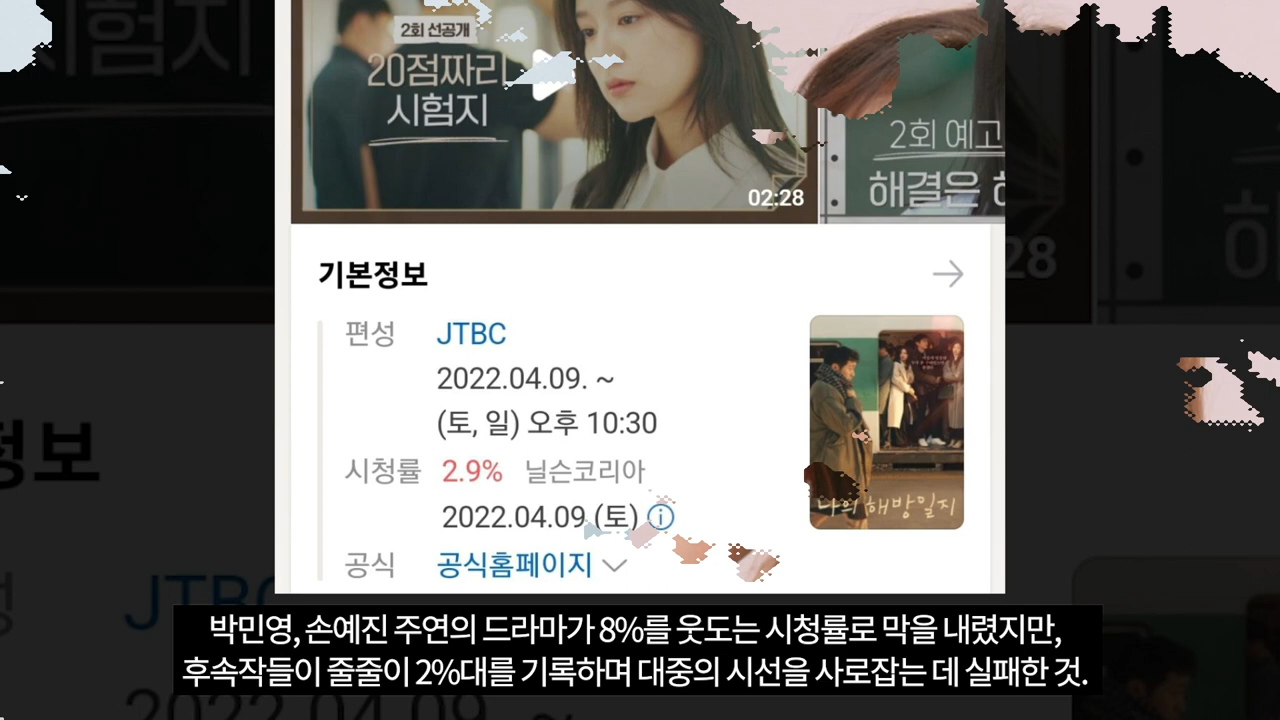 2회 선공개
20점짜리
시험지
02:28
2회 예고
해결은
기본정보
편성 JTBC
2022.04.09. ~
(토, 일) 오후 10:30
시청률 2.9% 닐슨코리아
2022.04.09 (토)
공식 공식홈페이지
나의 해방일지
박민영, 손예진 주연의 드라마가 8%를 웃도는 시청률로 막을 내렸지만,
후속작들이 줄줄이 2%대를 기록하며 대중의 시선을 사로잡는 데 실패한 것.